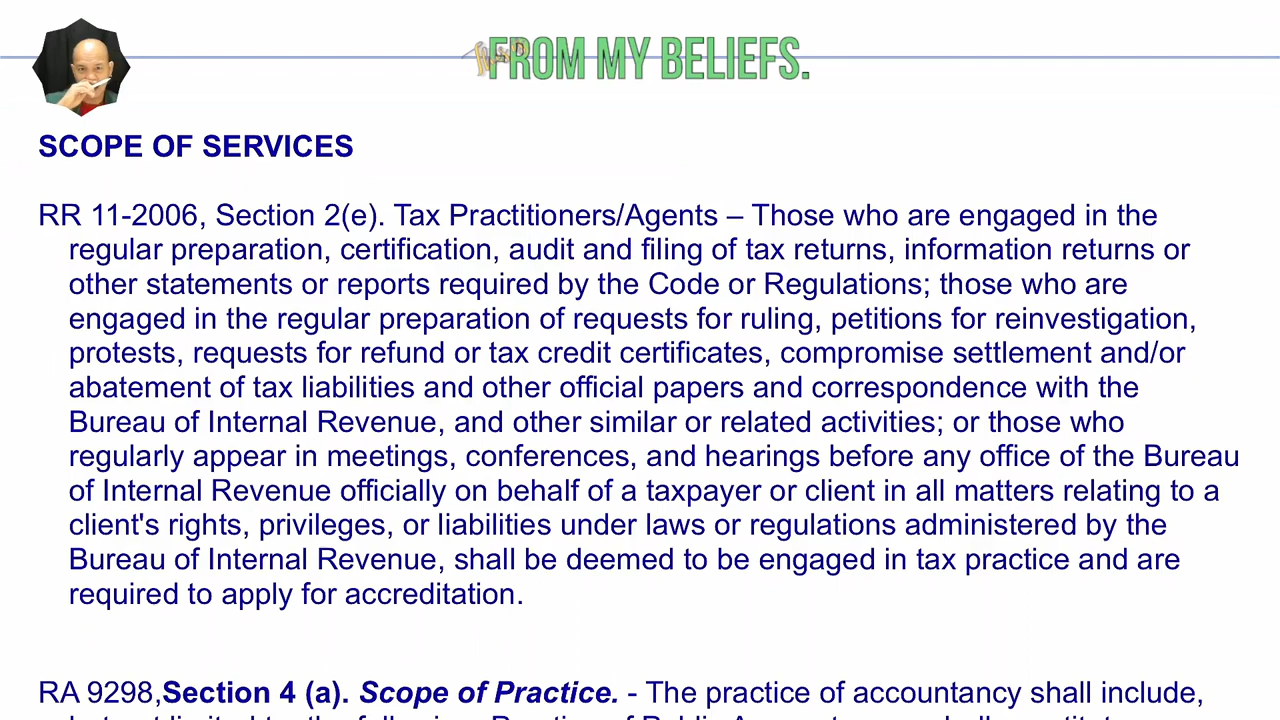 FROM MY BELIEFS.
SCOPE OF SERVICES
RR 11-2006, Section 2(e). Tax Practitioners/Agents – Those who are engaged in the
regular preparation, certification, audit and filing of tax returns, information returns or
other statements or reports required by the Code or Regulations; those who are
engaged in the regular preparation of requests for ruling, petitions for reinvestigation,
protests, requests for refund or tax credit certificates, compromise settlement and/or
abatement of tax liabilities and other official papers and correspondence with the
Bureau of Internal Revenue, and other similar or related activities; or those who
regularly appear in meetings, conferences, and hearings before any office of the Bureau
of Internal Revenue officially on behalf of a taxpayer or client in all matters relating to a
client's rights, privileges, or liabilities under laws or regulations administered by the
Bureau of Internal Revenue, shall be deemed to be engaged in tax practice and are
required to apply for accreditation.
RA 9298,Section 4 (a). Scope of Practice. - The practice of accountancy shall include,